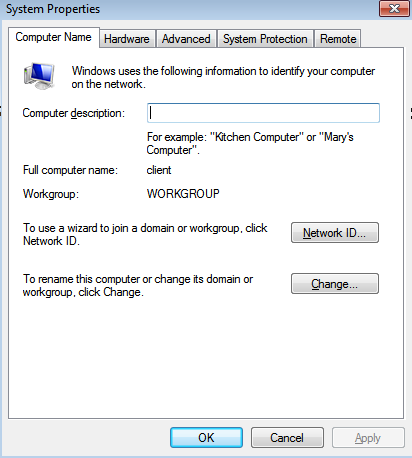 System Properties
Computer Name Hardware Advanced System Protection Remote
Windows uses the following information to identify your computer
on the network.
Computer description:
For example: "Kitchen Computer" or "Mary's
Computer".
Full computer name: client
Workgroup: WORKGROUP
To use a wizard to join a domain or workgroup, click
Network ID.
Network ID...
To rename this computer or change its domain or
workgroup, click Change.
Change...
OK Cancel Apply